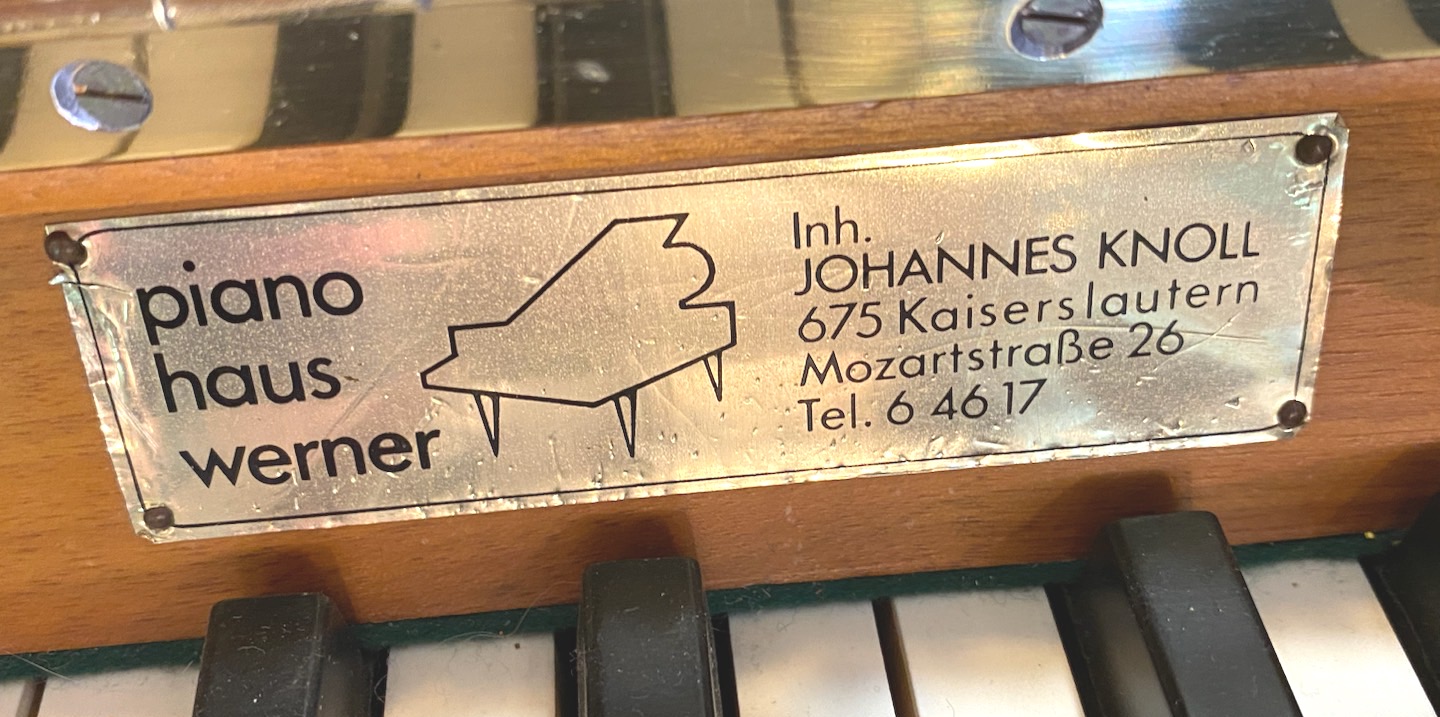 piano
haus
werner
Inh.
JOHANNES KNOLL
675 Kaiserslautern
Mozartstraße 26
Tel. 6 46 17